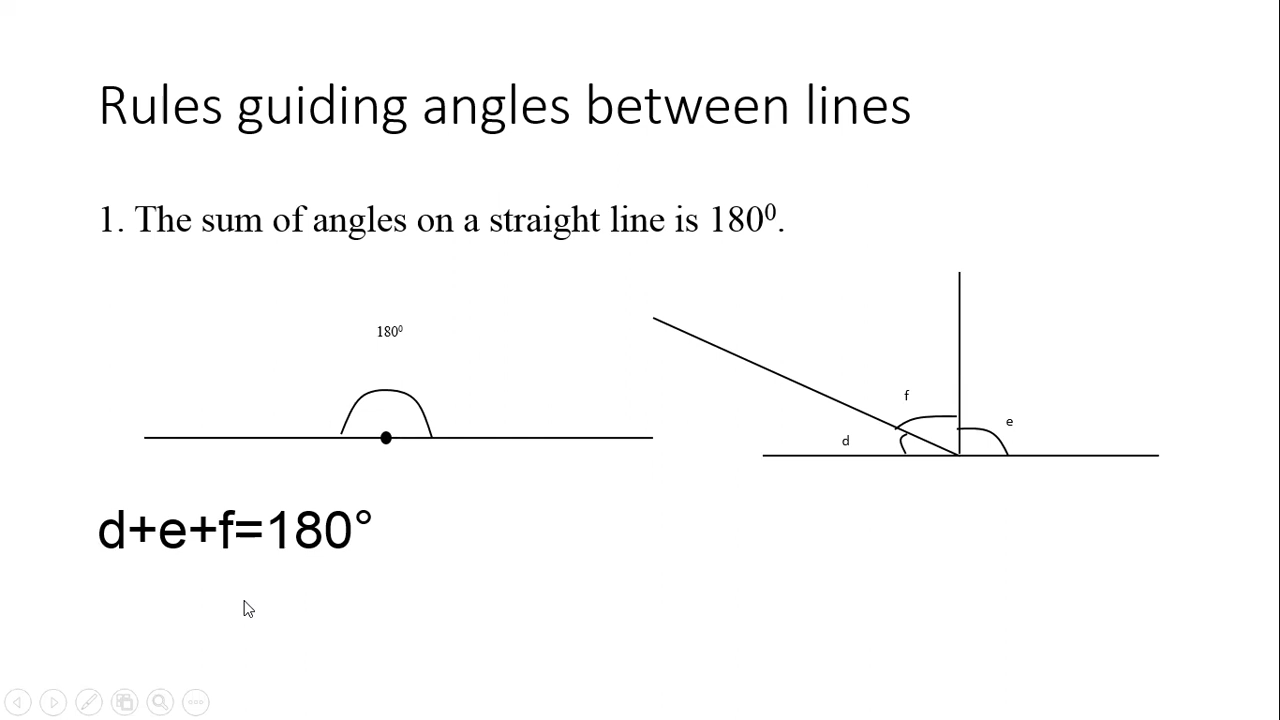 Rules guiding angles between lines
1. The sum of angles on a straight line is 180⁰.
180⁰
f
e
d
d+e+f=180°